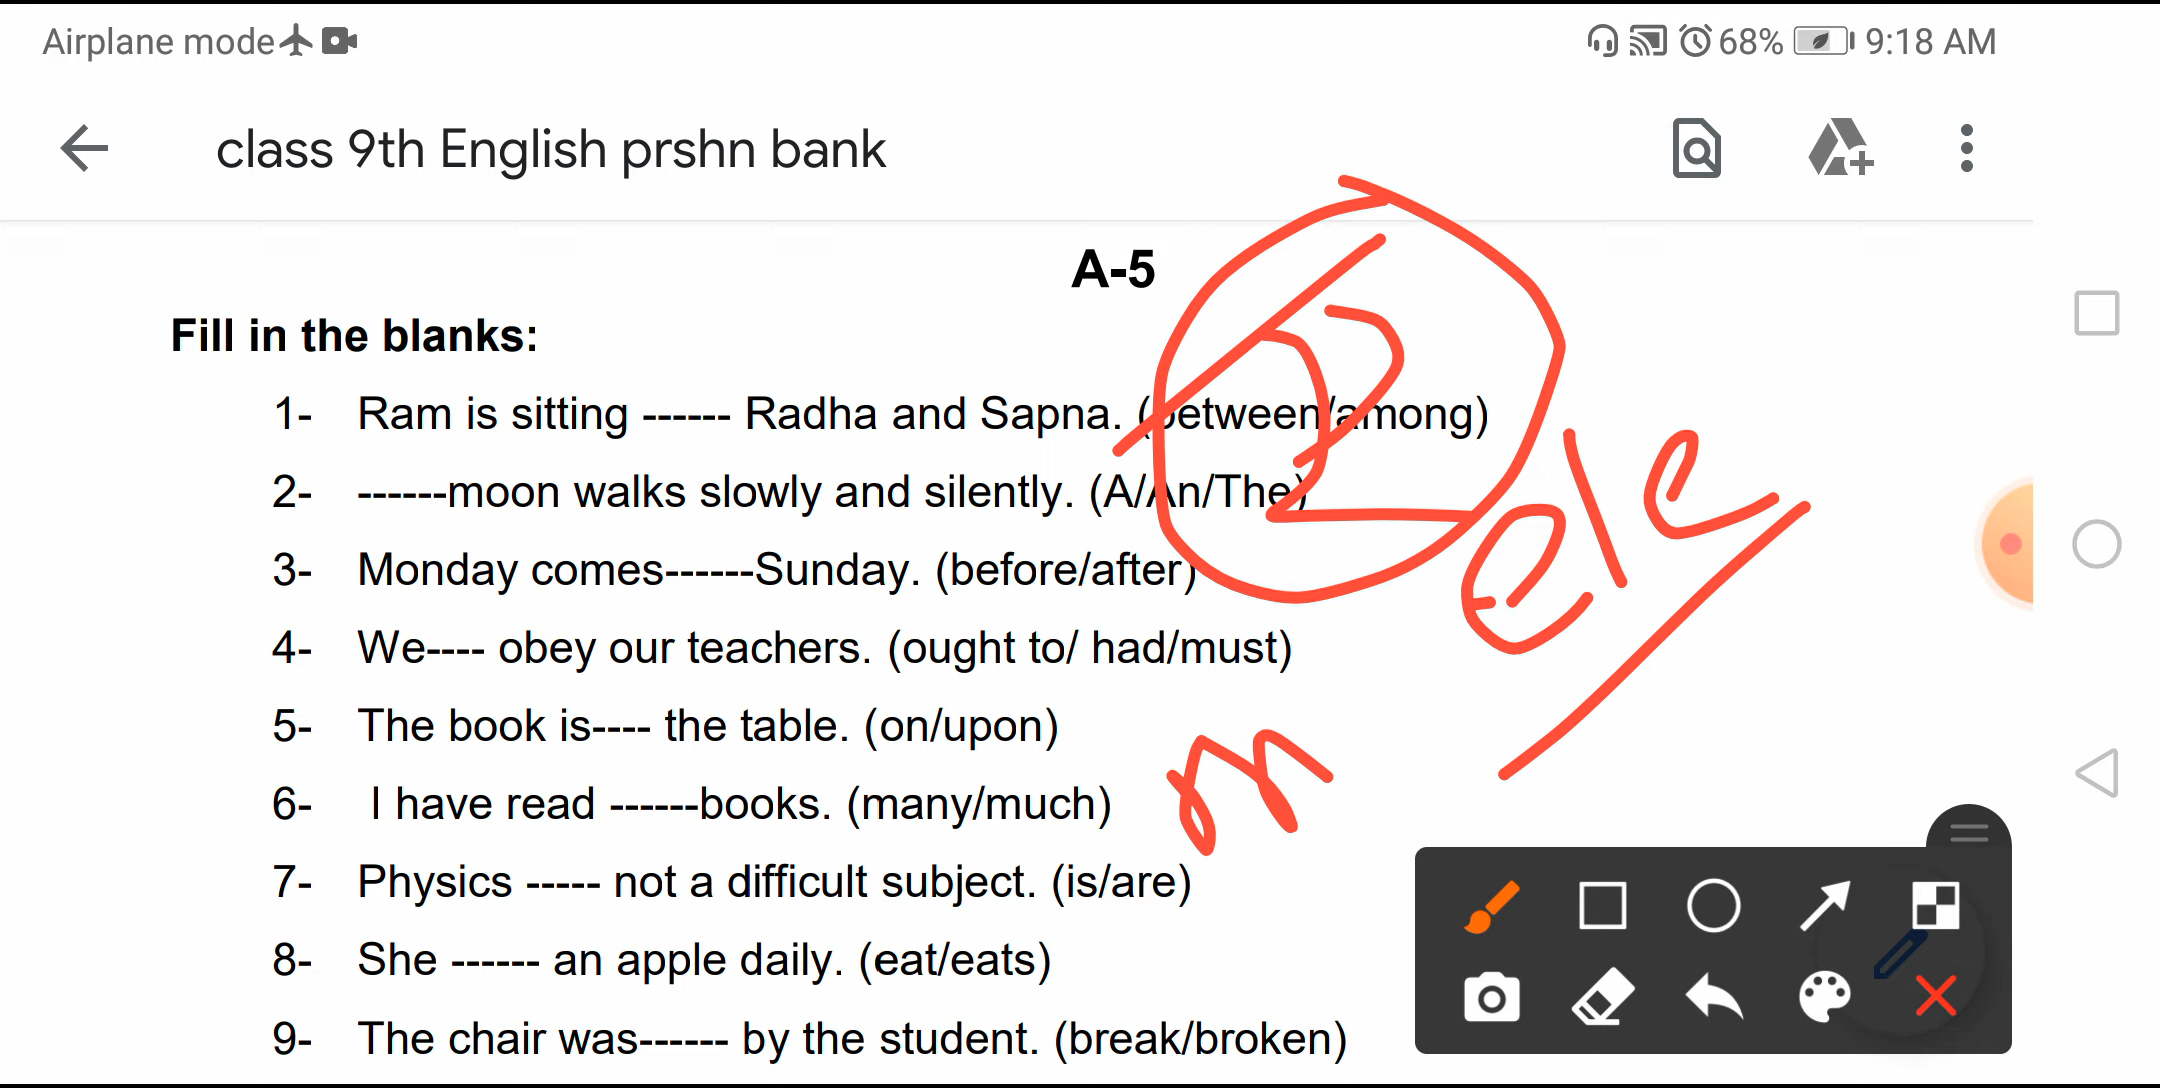 Airplane mode 68% 9:18 AM
class 9th English prshn bank
A-5
Fill in the blanks:
1- Ram is sitting ------ Radha and Sapna. (between/among)
2- ------moon walks slowly and silently. (A/An/The)
3- Monday comes------Sunday. (before/after)
4- We---- obey our teachers. (ought to/ had/must)
5- The book is---- the table. (on/upon)
6- I have read ------books. (many/much)
7- Physics ----- not a difficult subject. (is/are)
8- She ------ an apple daily. (eat/eats)
9- The chair was------ by the student. (break/broken)